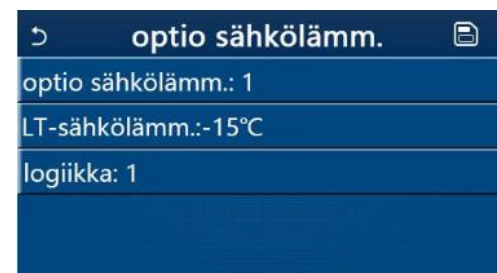 optio sähkölämm.
optio sähkölämm.: 1
LT-sähkölämm.:-15℃
logiikka: 1